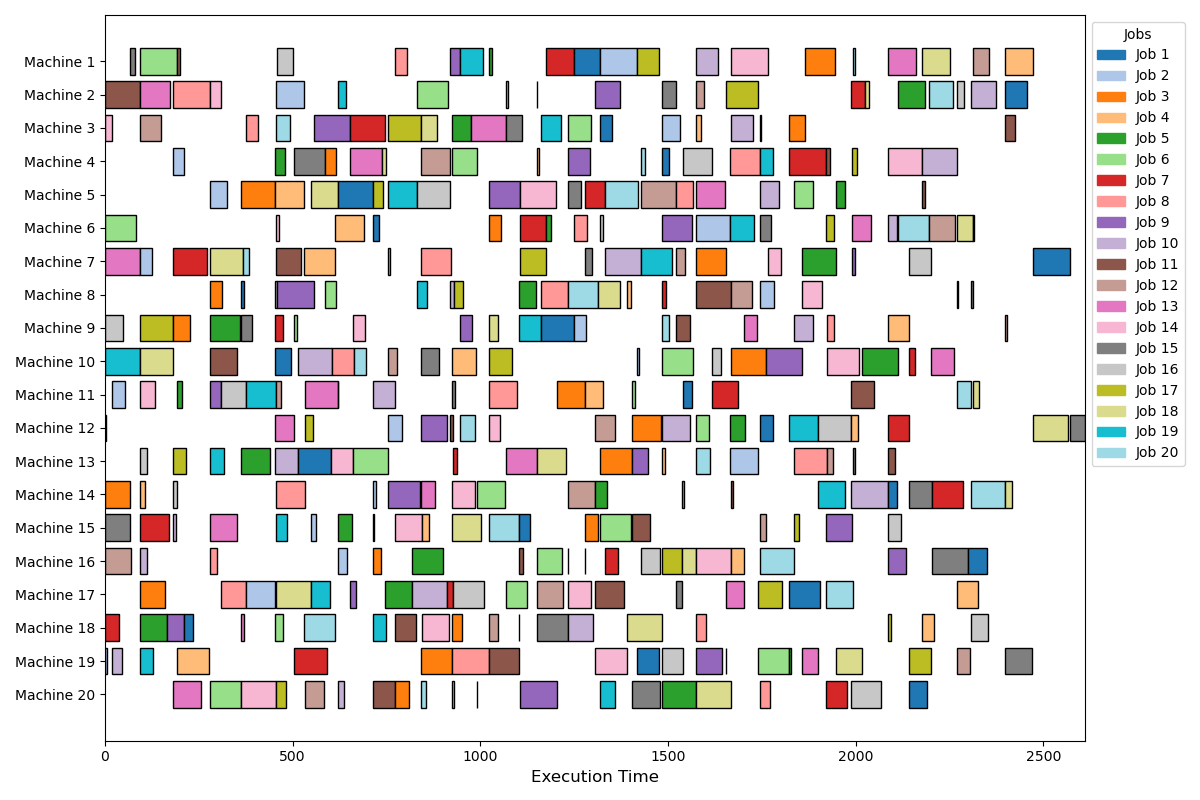 Machine 1
Machine 2
Machine 3
Machine 4
Machine 5
Machine 6
Machine 7
Machine 8
Machine 9
Machine 10
Machine 11
Machine 12
Machine 13
Machine 14
Machine 15
Machine 16
Machine 17
Machine 18
Machine 19
Machine 20
0 500 1000 1500 2000 2500
Execution Time
Jobs
Job 1
Job 2
Job 3
Job 4
Job 5
Job 6
Job 7
Job 8
Job 9
Job 10
Job 11
Job 12
Job 13
Job 14
Job 15
Job 16
Job 17
Job 18
Job 19
Job 20